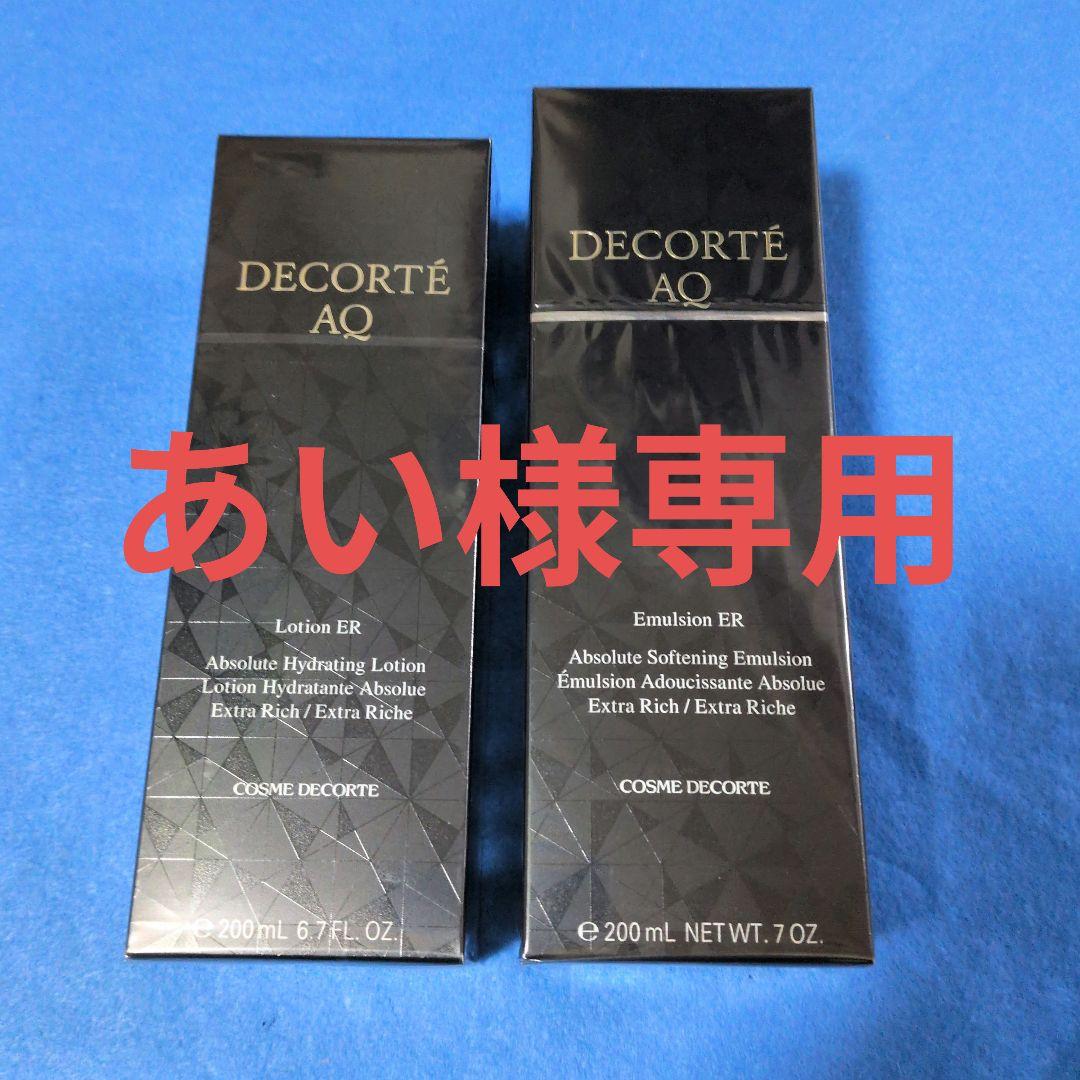 DECORTÉ
AQ
Lotion ER
Absolute Hydrating Lotion
Lotion Hydratante Absolue
Extra Rich / Extra Riche
COSME DECORTE
℮ 200 mL 6.7 FL. OZ.
DECORTÉ
AQ
Emulsion ER
Absolute Softening Emulsion
Émulsion Adoucissante Absolue
Extra Rich / Extra Riche
COSME DECORTE
℮ 200 mL NET WT. 7 OZ.
あい様専用